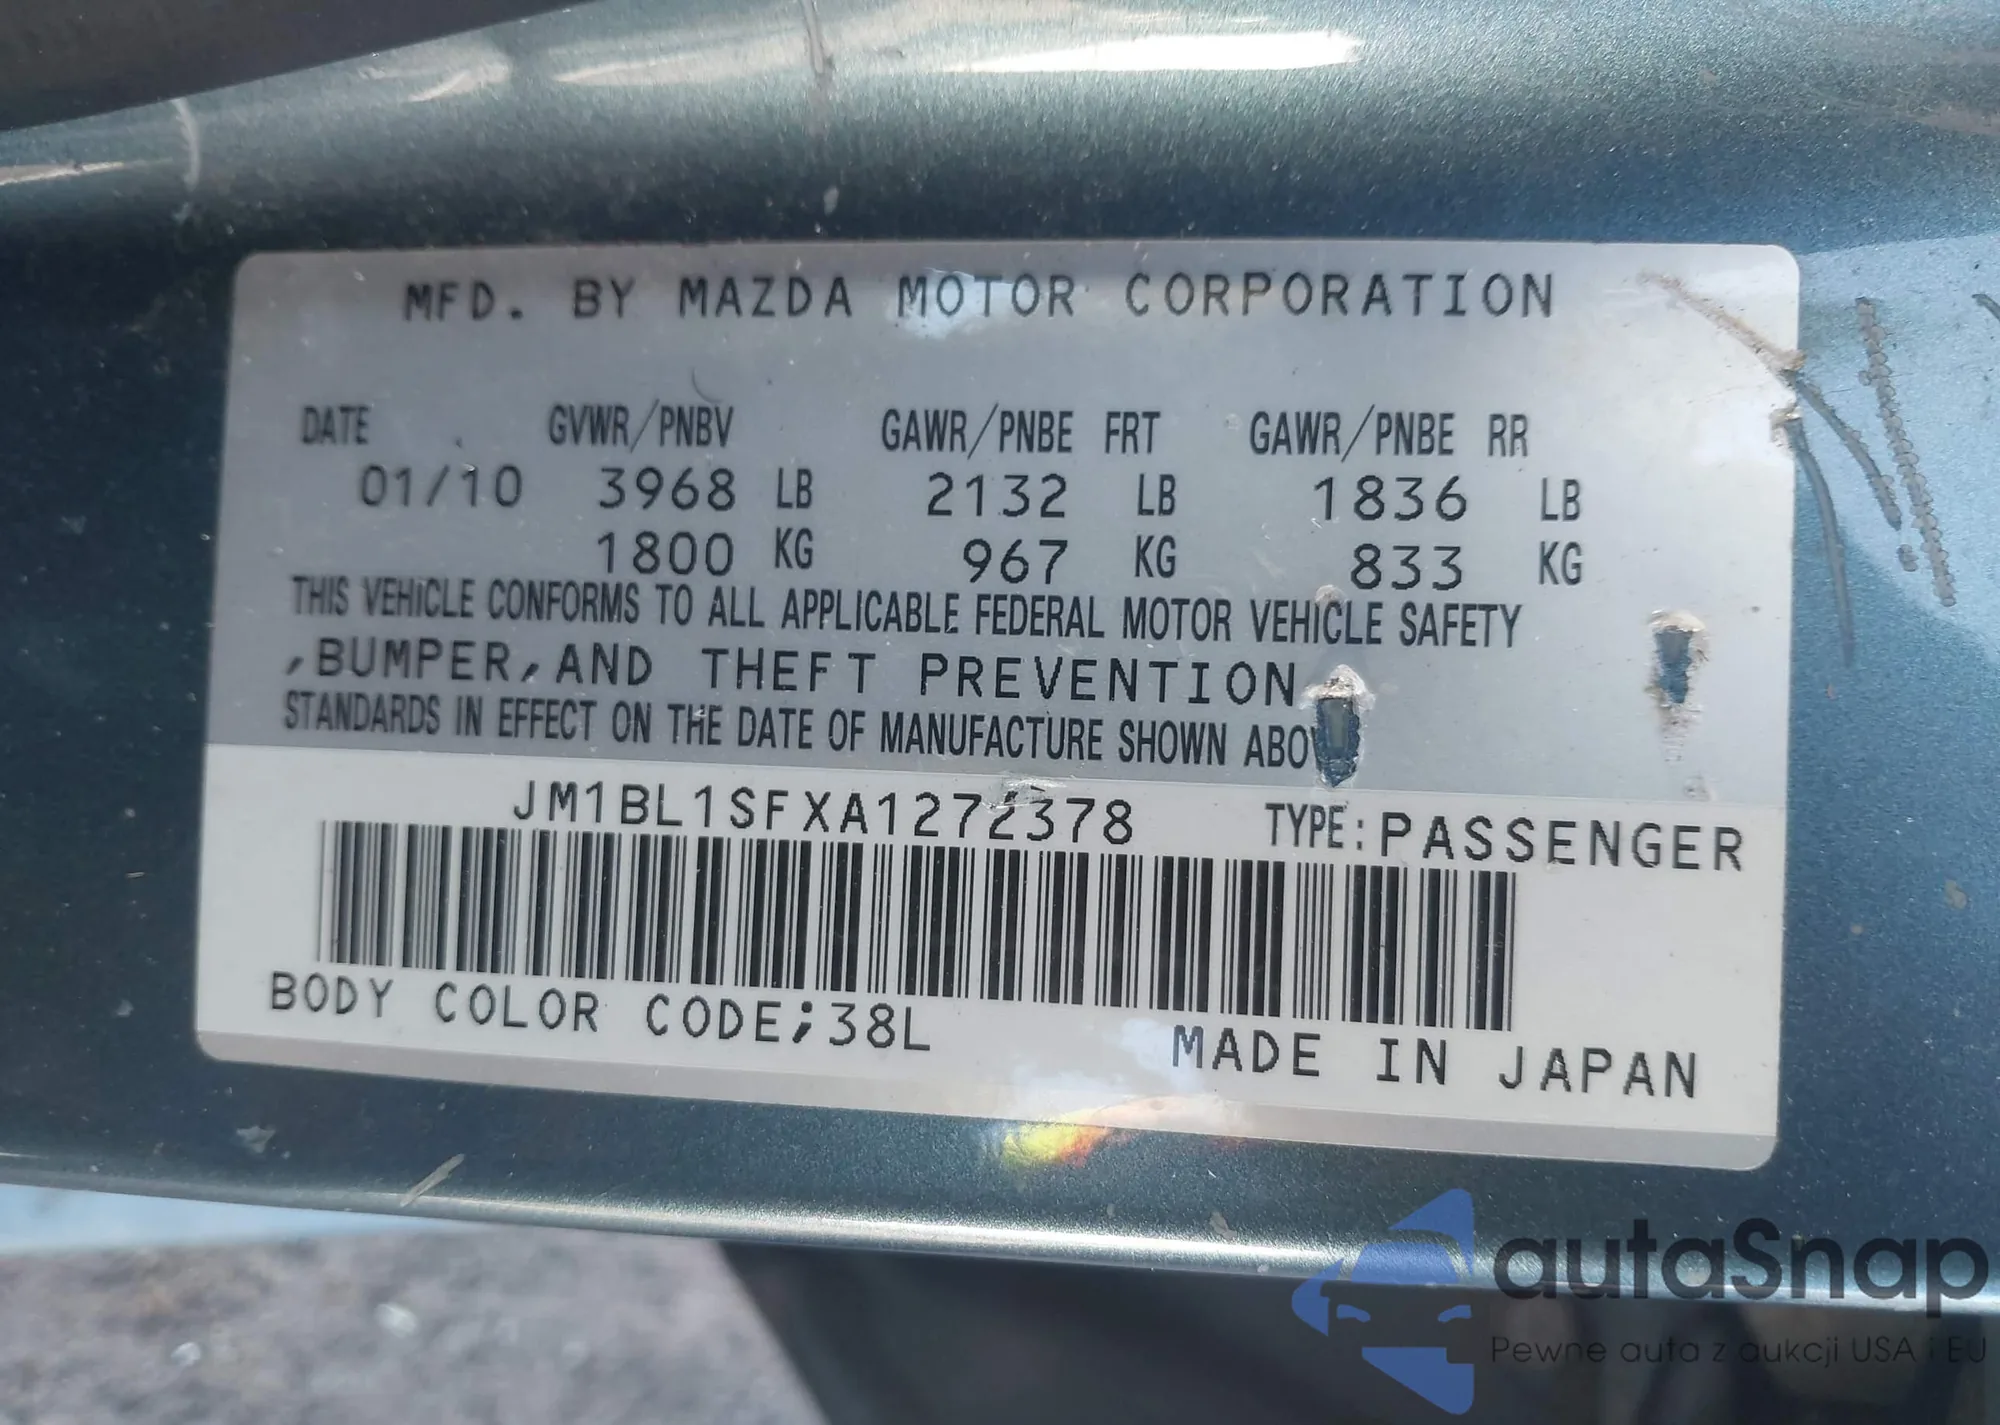 MFD. BY MAZDA MOTOR CORPORATION
DATE GVWR/PNBV GAWR/PNBE FRT GAWR/PNBE RR
01/10 3968 LB 2132 LB 1836 LB
1800 KG 967 KG 833 KG
THIS VEHICLE CONFORMS TO ALL APPLICABLE FEDERAL MOTOR VEHICLE SAFETY
,BUMPER,AND THEFT PREVENTION
STANDARDS IN EFFECT ON THE DATE OF MANUFACTURE SHOWN
JM1BL1SFXA1272378 TYPE:PASSENGER
BODY COLOR CODE;38L
MADE IN JAPAN
autaSnap
Pewne auta z aukcji USA i EU